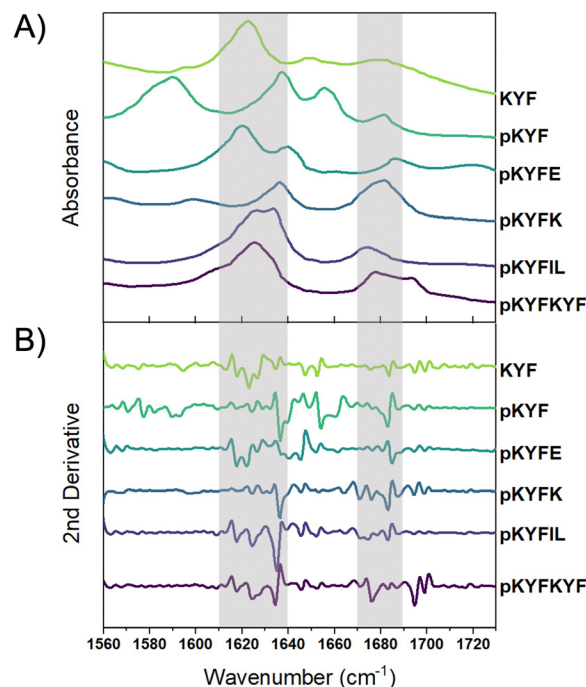 A)
Absorbance
KYF
pKYF
pKYFE
pKYFK
pKYFIL
pKYFKYF
B)
2nd Derivative
KYF
pKYF
pKYFE
pKYFK
pKYFIL
pKYFKYF
1560 1580 1600 1620 1640 1660 1680 1700 1720
Wavenumber (cm⁻¹)